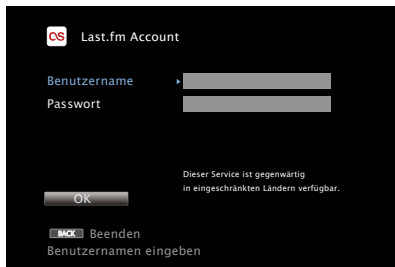 Last.fm Account
Benutzername
Passwort
Dieser Service ist gegenwärtig
in eingeschränkten Ländern verfügbar.
OK
BACK Beenden
Benutzernamen eingeben